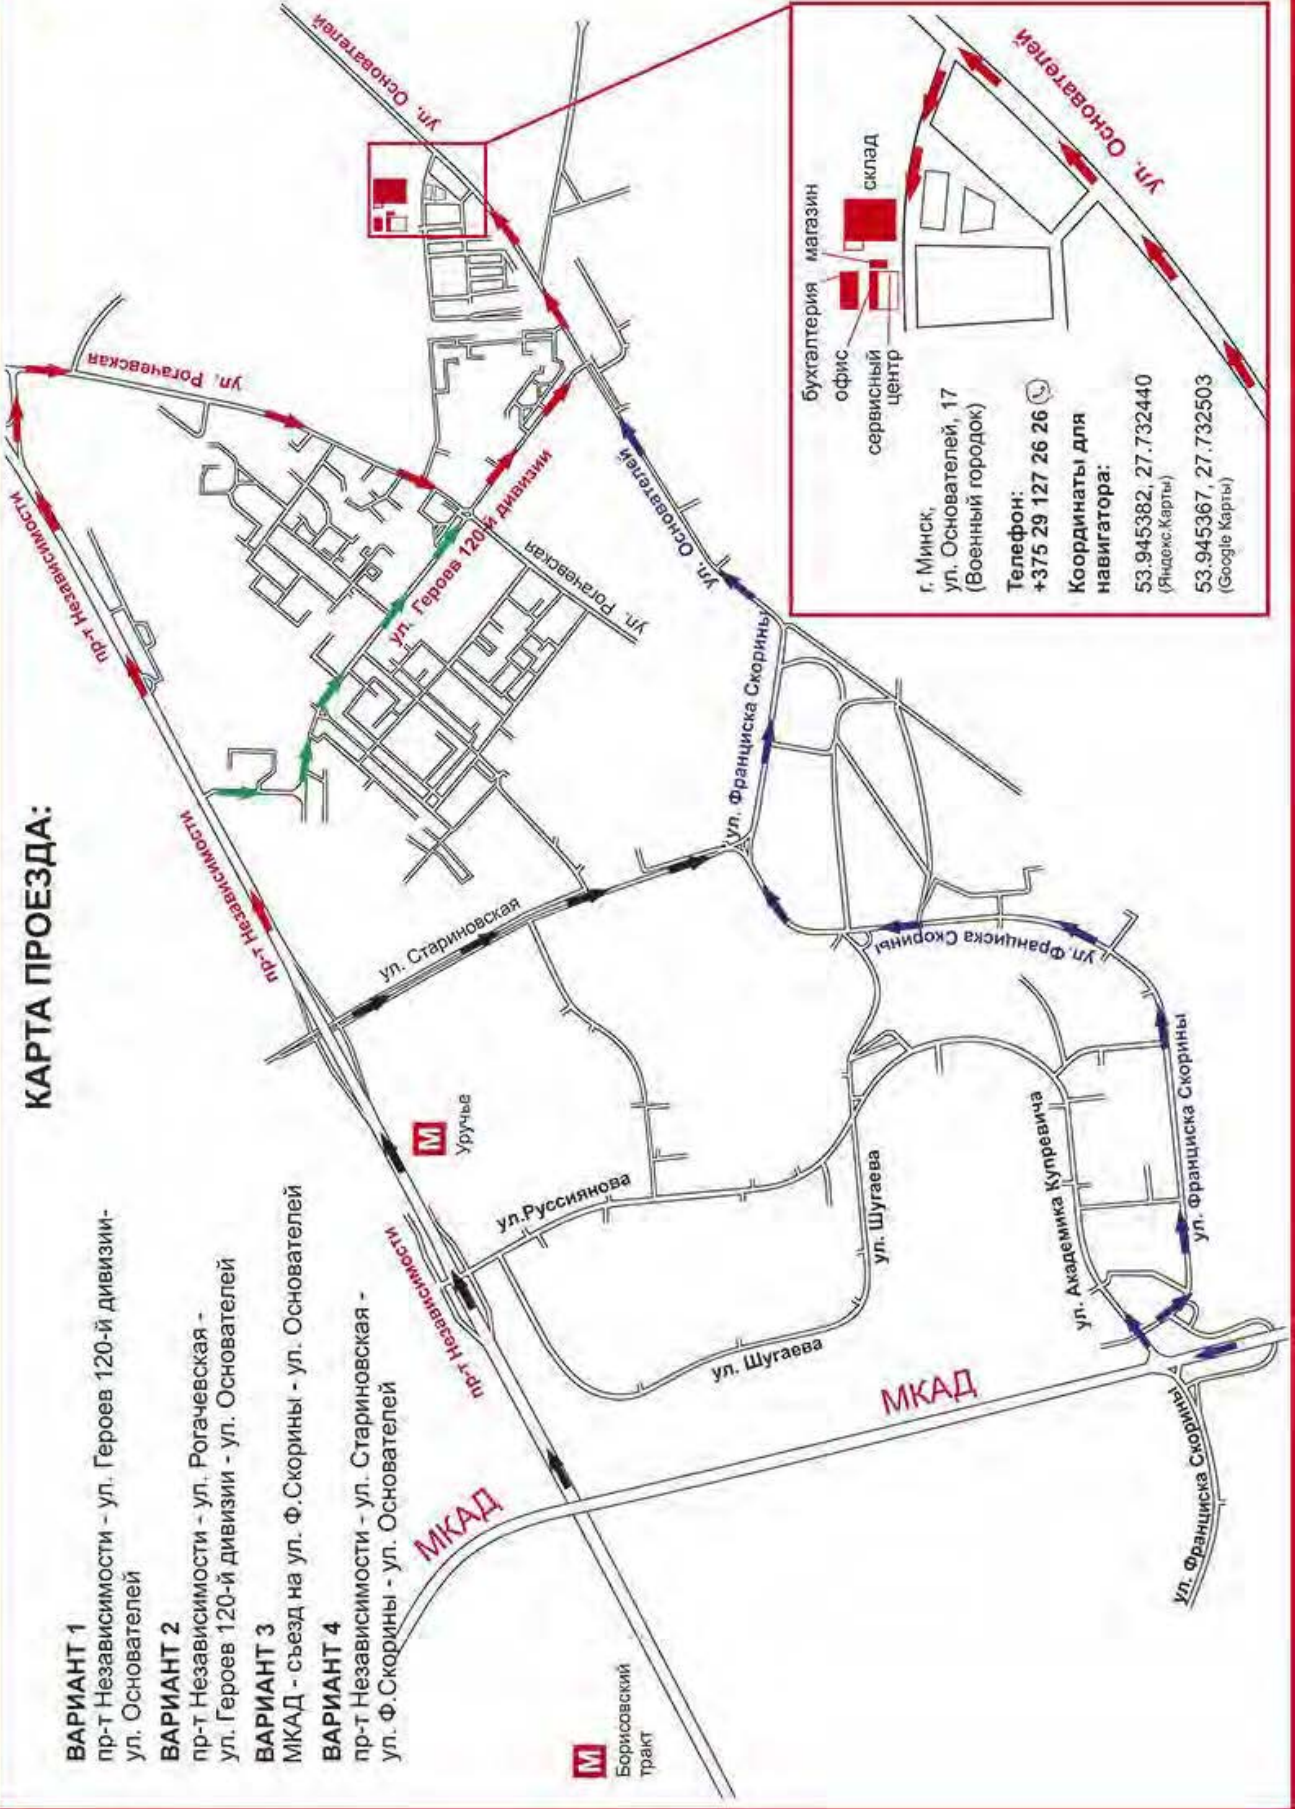 КАРТА ПРОЕЗДА:
ВАРИАНТ 1
пр-т Независимости - ул. Героев 120-й дивизии-
ул. Основателей
ВАРИАНТ 2
пр-т Независимости - ул. Рогачевская -
ул. Героев 120-й дивизии - ул. Основателей
ВАРИАНТ 3
МКАД - съезд на ул. Ф.Скорины - ул. Основателей
ВАРИАНТ 4
пр-т Независимости - ул. Стариновская -
ул. Ф.Скорины - ул. Основателей
М
Борисовский
тракт
МКАД
МКАД
пр-т Независимости
пр-т Независимости
пр-т Независимости
пр-т Независимости
пр-т Независимости
М
Уручье
ул.Руссиянова
ул. Шугаева
ул. Шугаева
ул. Академика Купревича
ул. Франциска Скорины
ул. Франциска Скорины
ул.Франциска Скорины
ул. Франциска Скорины
ул. Стариновская
ул. Героев 120-й дивизии
ул. Рогачевская
ул. Рогачевская
ул. Основателей
ул. Основателей
ул. Основателей
бухгалтерия
магазин
офис
склад
сервисный
центр
г. Минск,
ул. Основателей, 17
(Военный городок)
Телефон:
+375 29 127 26 26
Координаты для
навигатора:
53.945382, 27.732440
(Яндекс.Карты)
53.945367, 27.732503
(Google Карты)